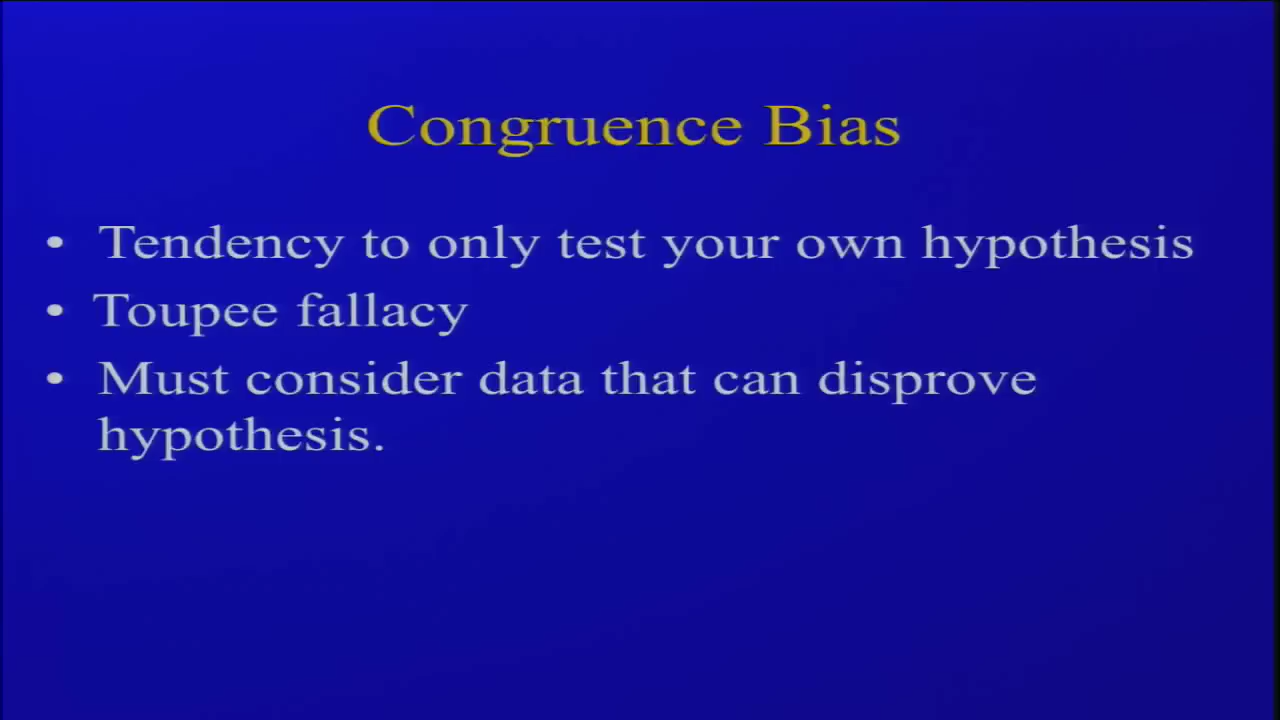 Congruence Bias
• Tendency to only test your own hypothesis
• Toupee fallacy
• Must consider data that can disprove
hypothesis.